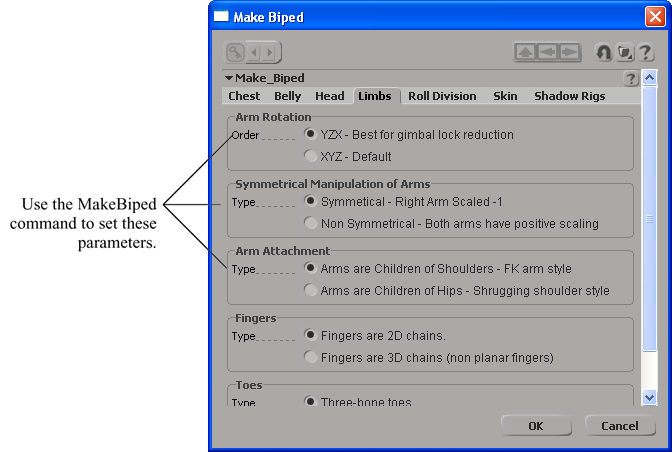 Make Biped
Make_Biped
Chest Belly Head Limbs Roll Division Skin Shadow Rigs
Arm Rotation
Order
YZX - Best for gimbal lock reduction
XYZ - Default
Symmetrical Manipulation of Arms
Type
Symmetical - Right Arm Scaled -1
Non Symmetrical - Both arms have positive scaling
Arm Attachment
Type
Arms are Children of Shoulders - FK arm style
Arms are Children of Hips - Shrugging shoulder style
Fingers
Type
Fingers are 2D chains.
Fingers are 3D chains (non planar fingers)
Toes
Type
Three-bone toes
OK Cancel
Use the MakeBiped
command to set these
parameters.